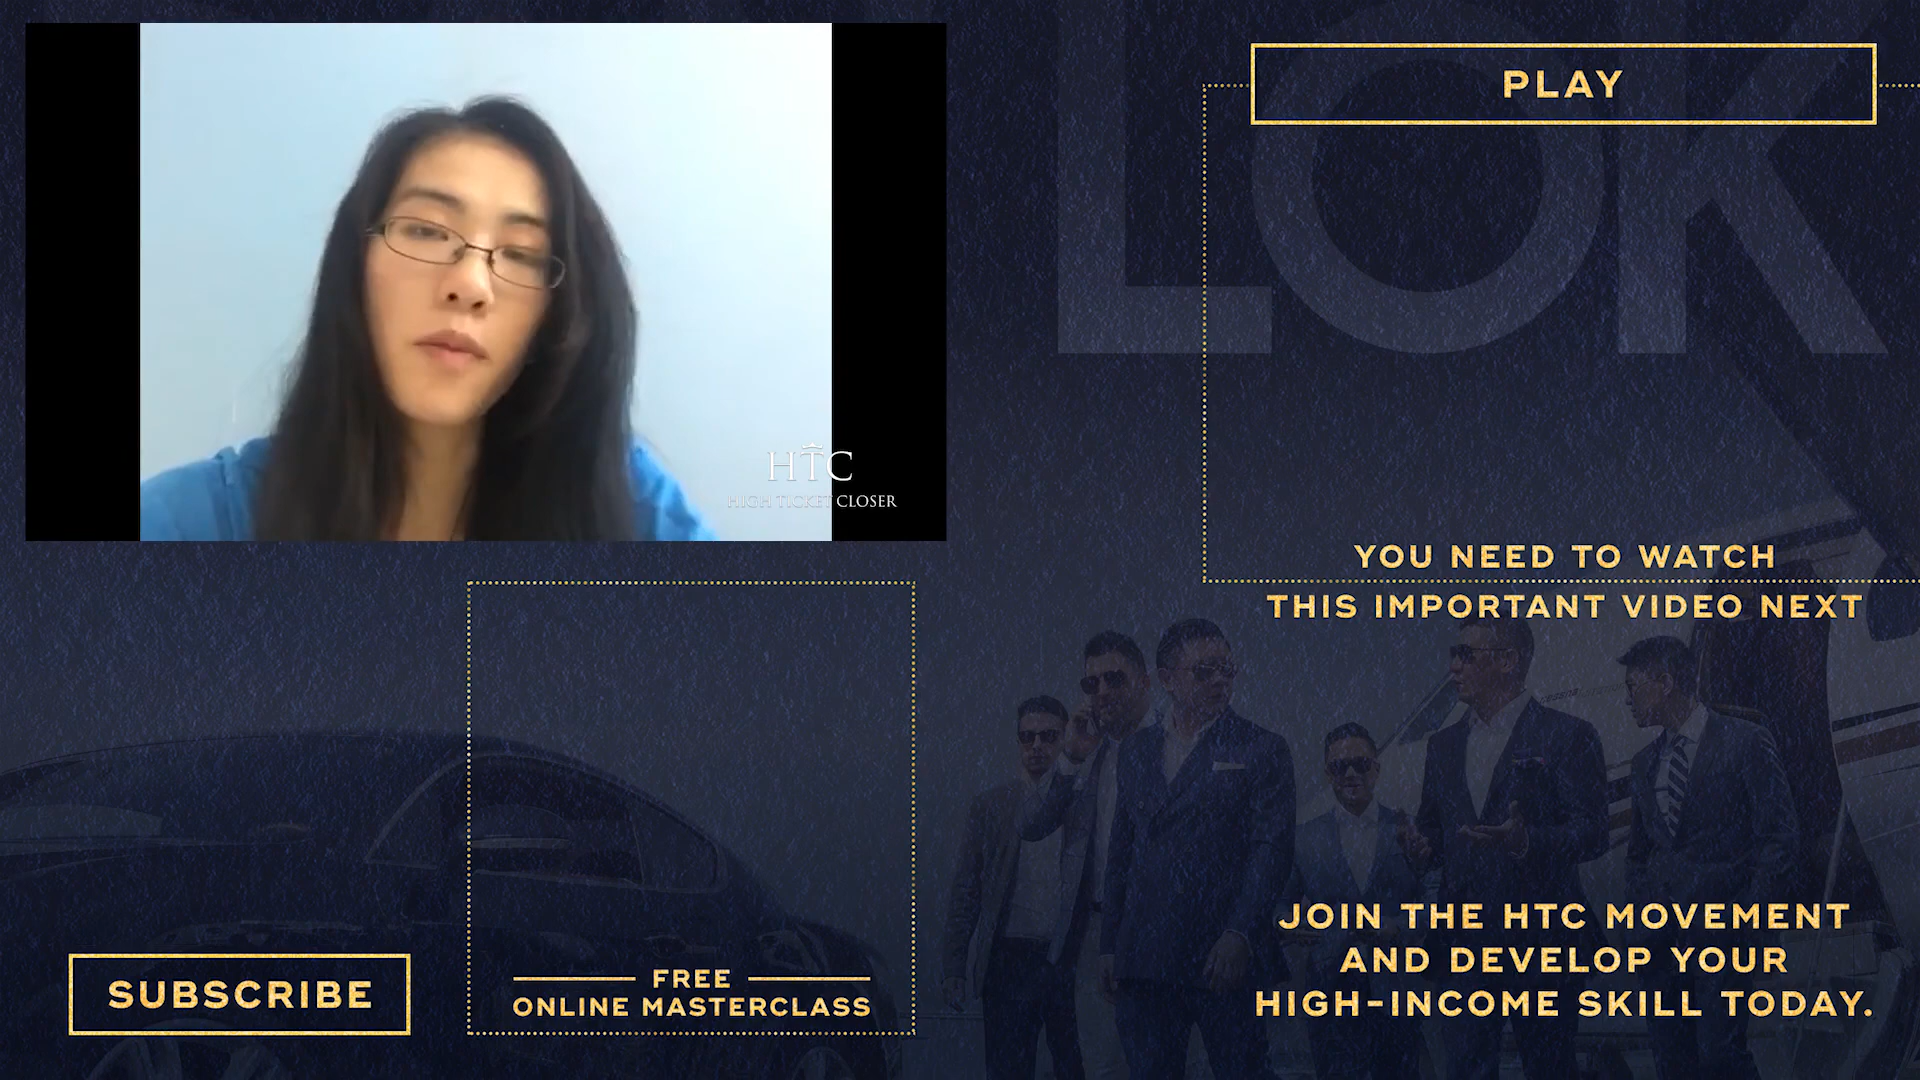 LOK
PLAY
HTC
HIGH TICKET CLOSER
YOU NEED TO WATCH
THIS IMPORTANT VIDEO NEXT
FREE
ONLINE MASTERCLASS
SUBSCRIBE
JOIN THE HTC MOVEMENT
AND DEVELOP YOUR
HIGH-INCOME SKILL TODAY.